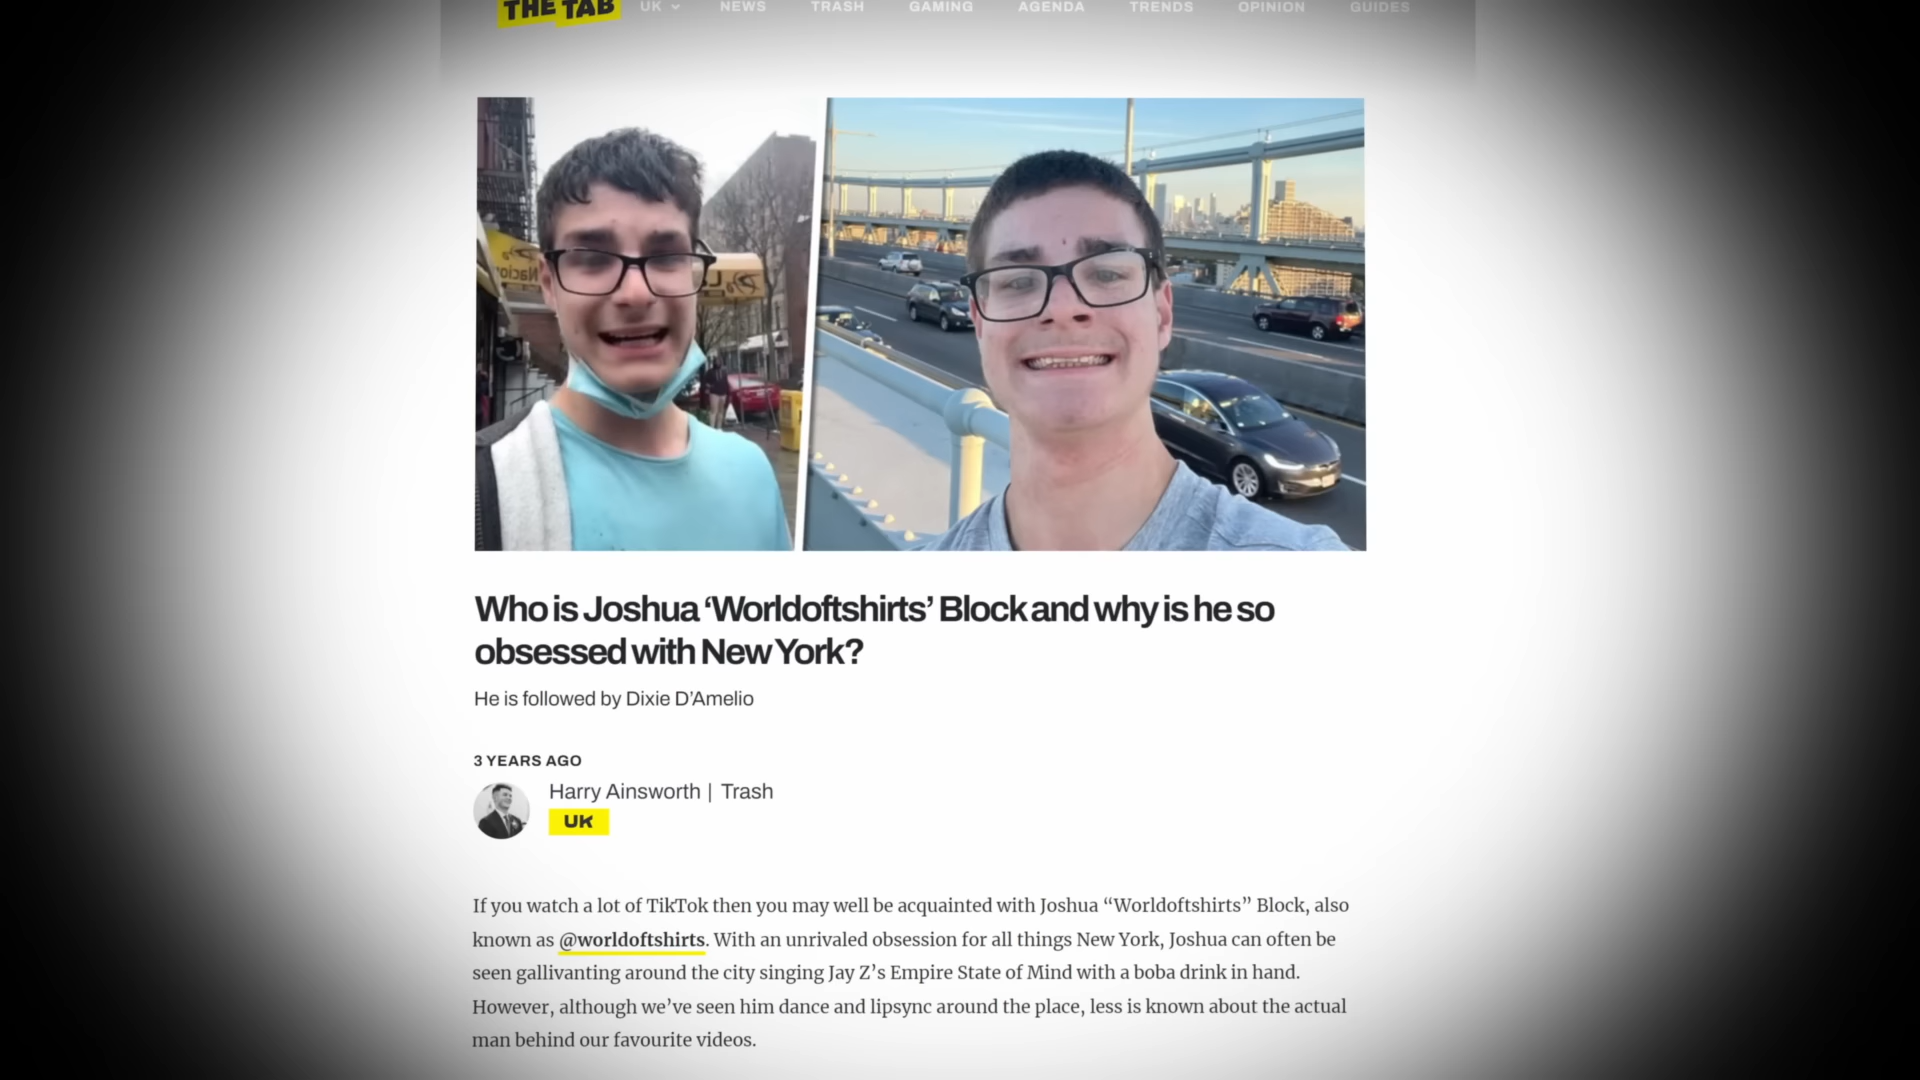 THE TAB
UK NEWS TRASH GAMING AGENDA TRENDS OPINION GUIDES
Who is Joshua ‘Worldoftshirts’ Block and why is he so
obsessed with New York?
He is followed by Dixie D’Amelio
3 YEARS AGO
Harry Ainsworth | Trash
UK
If you watch a lot of TikTok then you may well be acquainted with Joshua “Worldoftshirts” Block, also
known as @worldoftshirts. With an unrivaled obsession for all things New York, Joshua can often be
seen gallivanting around the city singing Jay Z’s Empire State of Mind with a boba drink in hand.
However, although we’ve seen him dance and lipsync around the place, less is known about the actual
man behind our favourite videos.